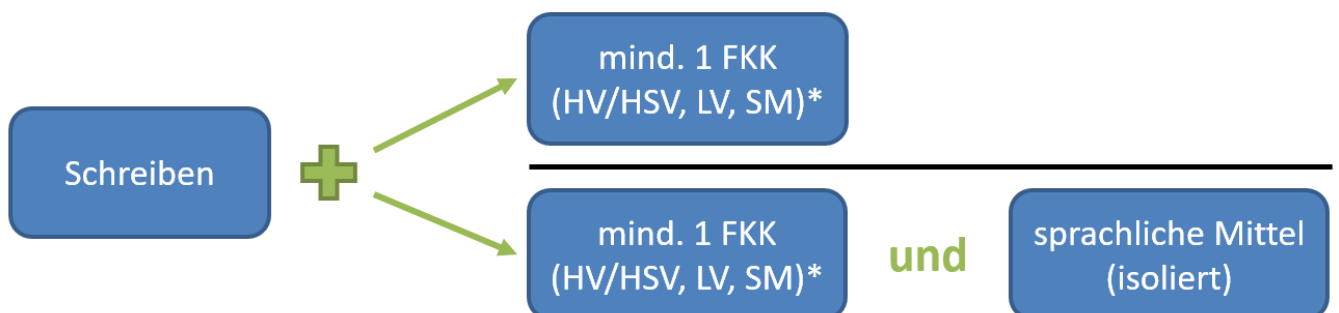 mind. 1 FKK
(HV/HSV, LV, SM)*
Schreiben
mind. 1 FKK
(HV/HSV, LV, SM)*
und
sprachliche Mittel
(isoliert)